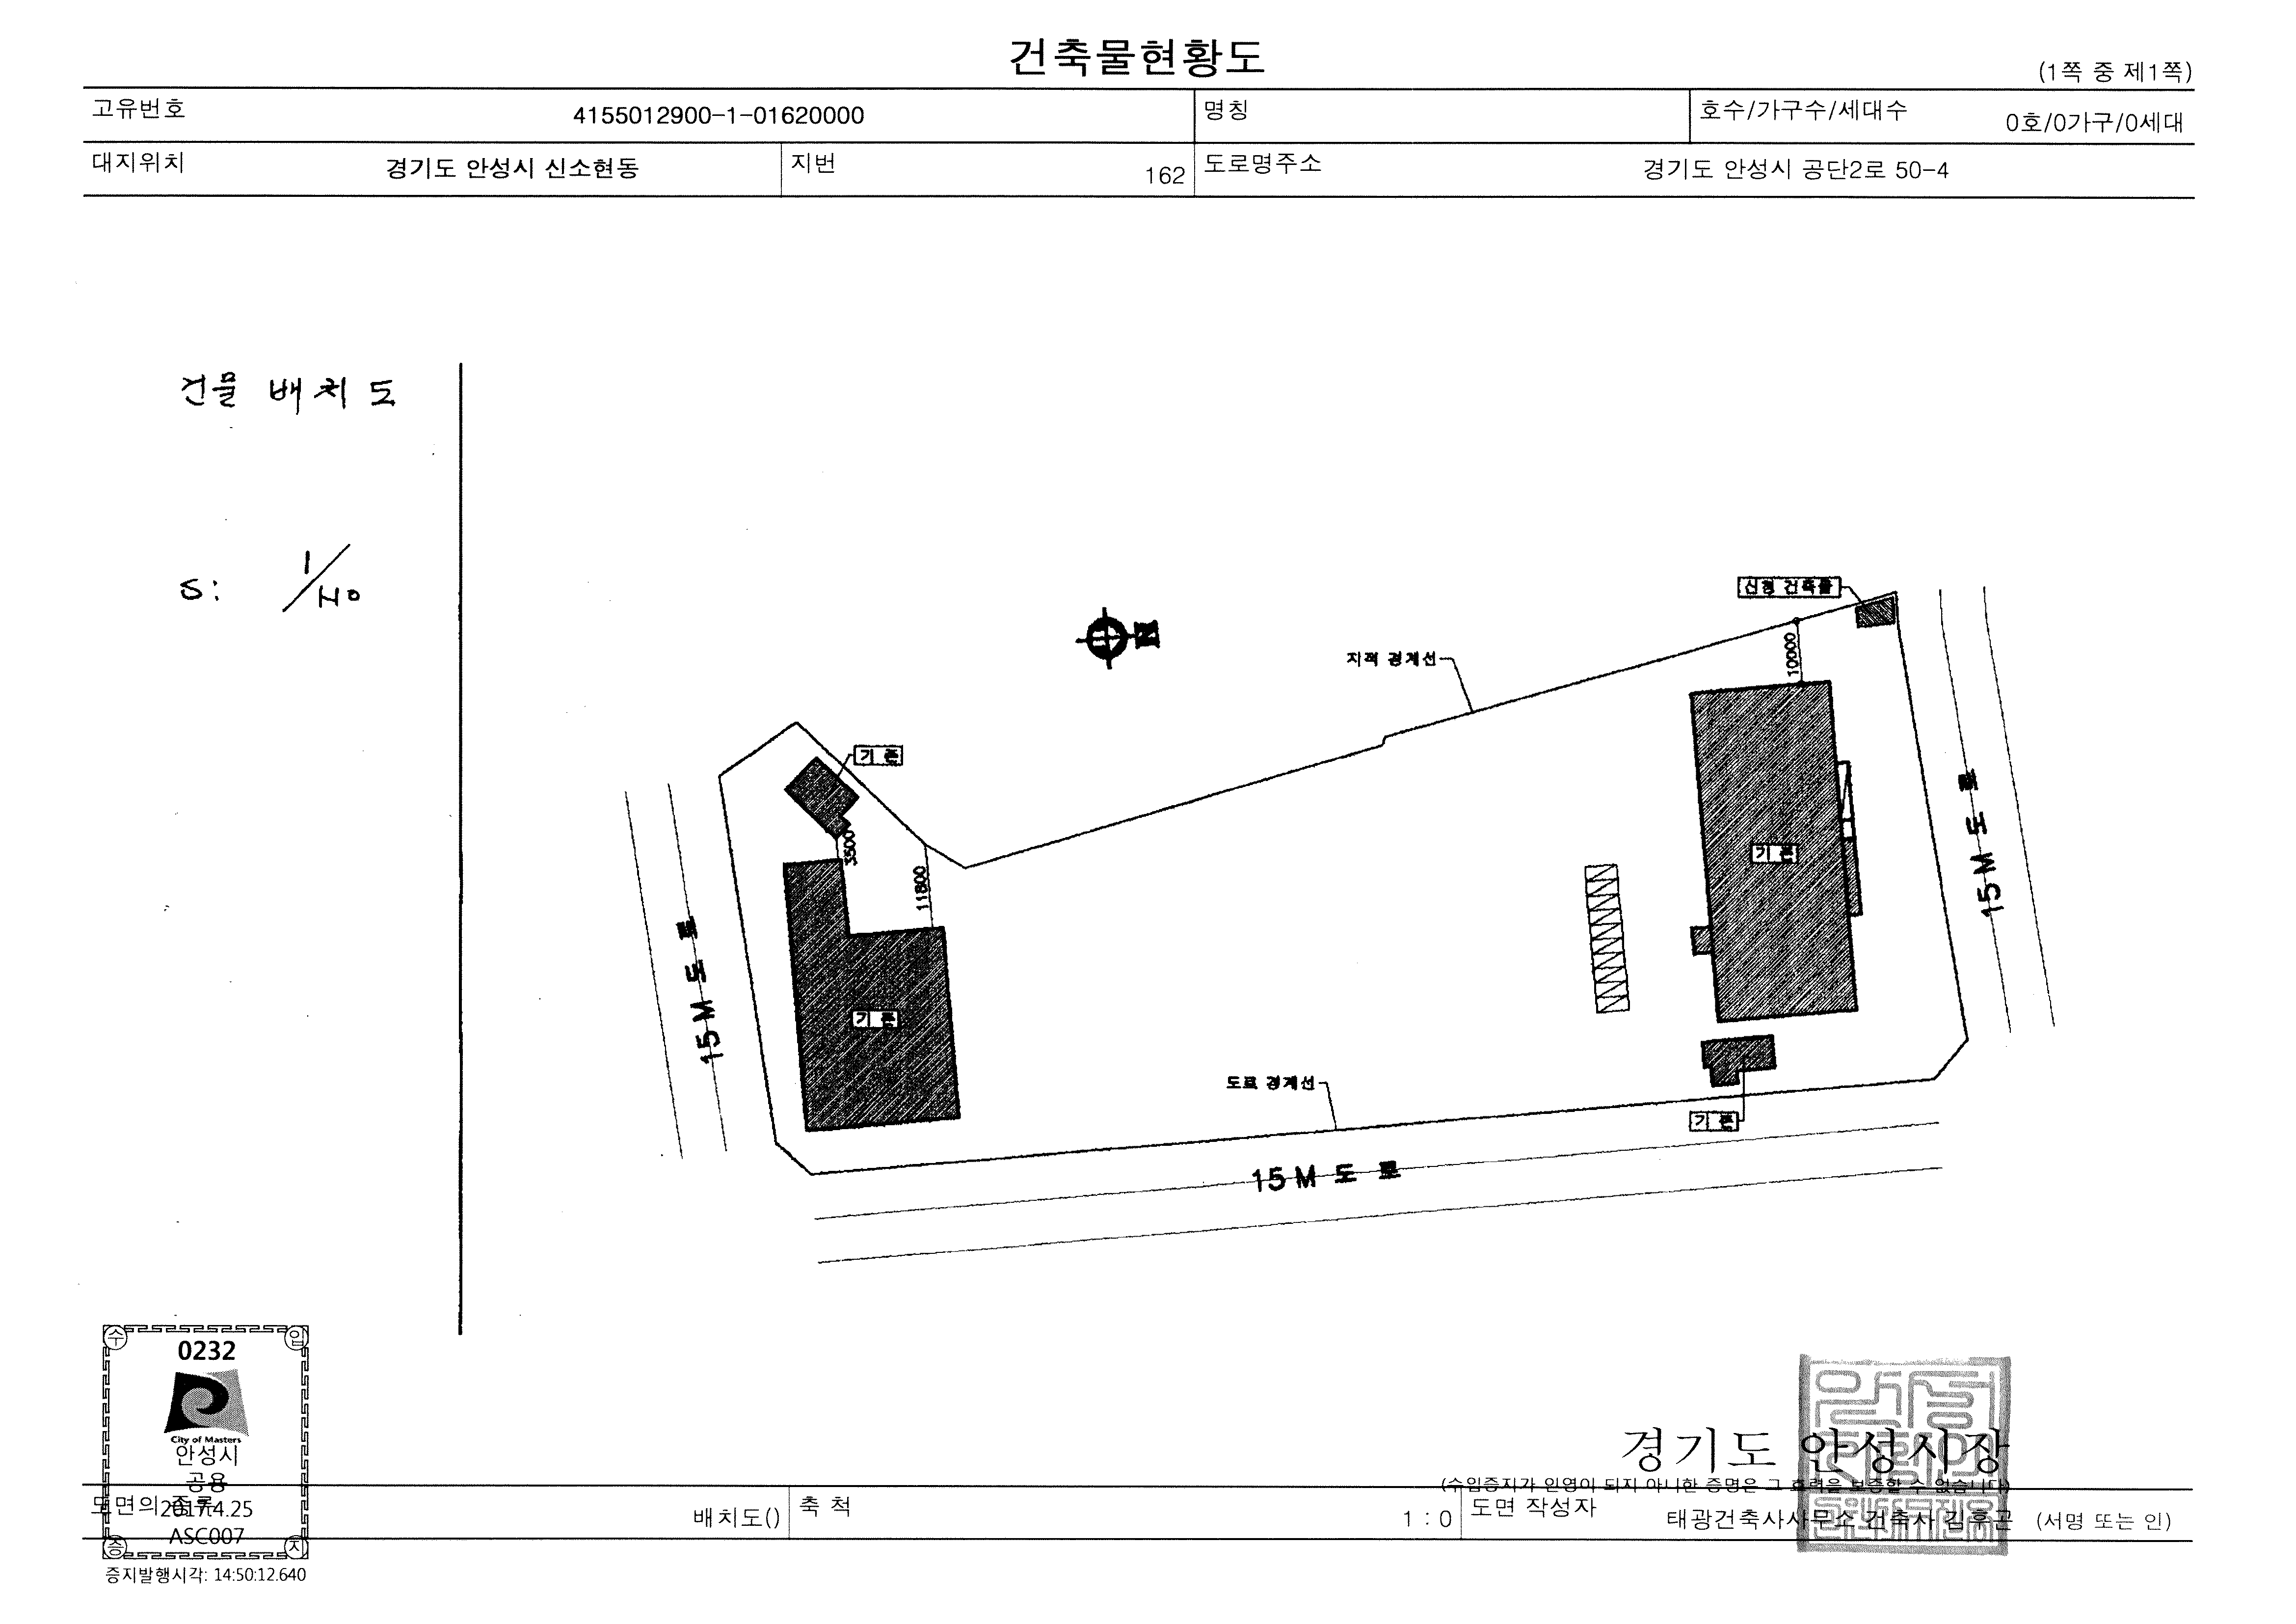 건축물현황도
(1쪽 중 제1쪽)
고유번호 4155012900-1-01620000 명칭 호수/가구수/세대수 0호/0가구/0세대
대지위치 경기도 안성시 신소현동 지번 162 도로명주소 경기도 안성시 공단2로 50-4
건물 배치도
S: 1/
신청 건축물
N
지적 경계선
10000
기 존
3500
11800
기 존
기 존
15M 도로
15M 도로
도로 경계선
기 존
15M 도로
수 입
0232
City of Masters
안성시
공용
2017.4.25
ASC007
증 지
증지발행시각: 14:50:12.640
경기도 안성시장
(수입증지가 인영이 되지 아니한 증명은 그 효력을 보증할 수 없습니다)
도면의 종류 배치도() 축 척 1 : 0 도면 작성자 태광건축사사무소 건축사 (서명 또는 인)